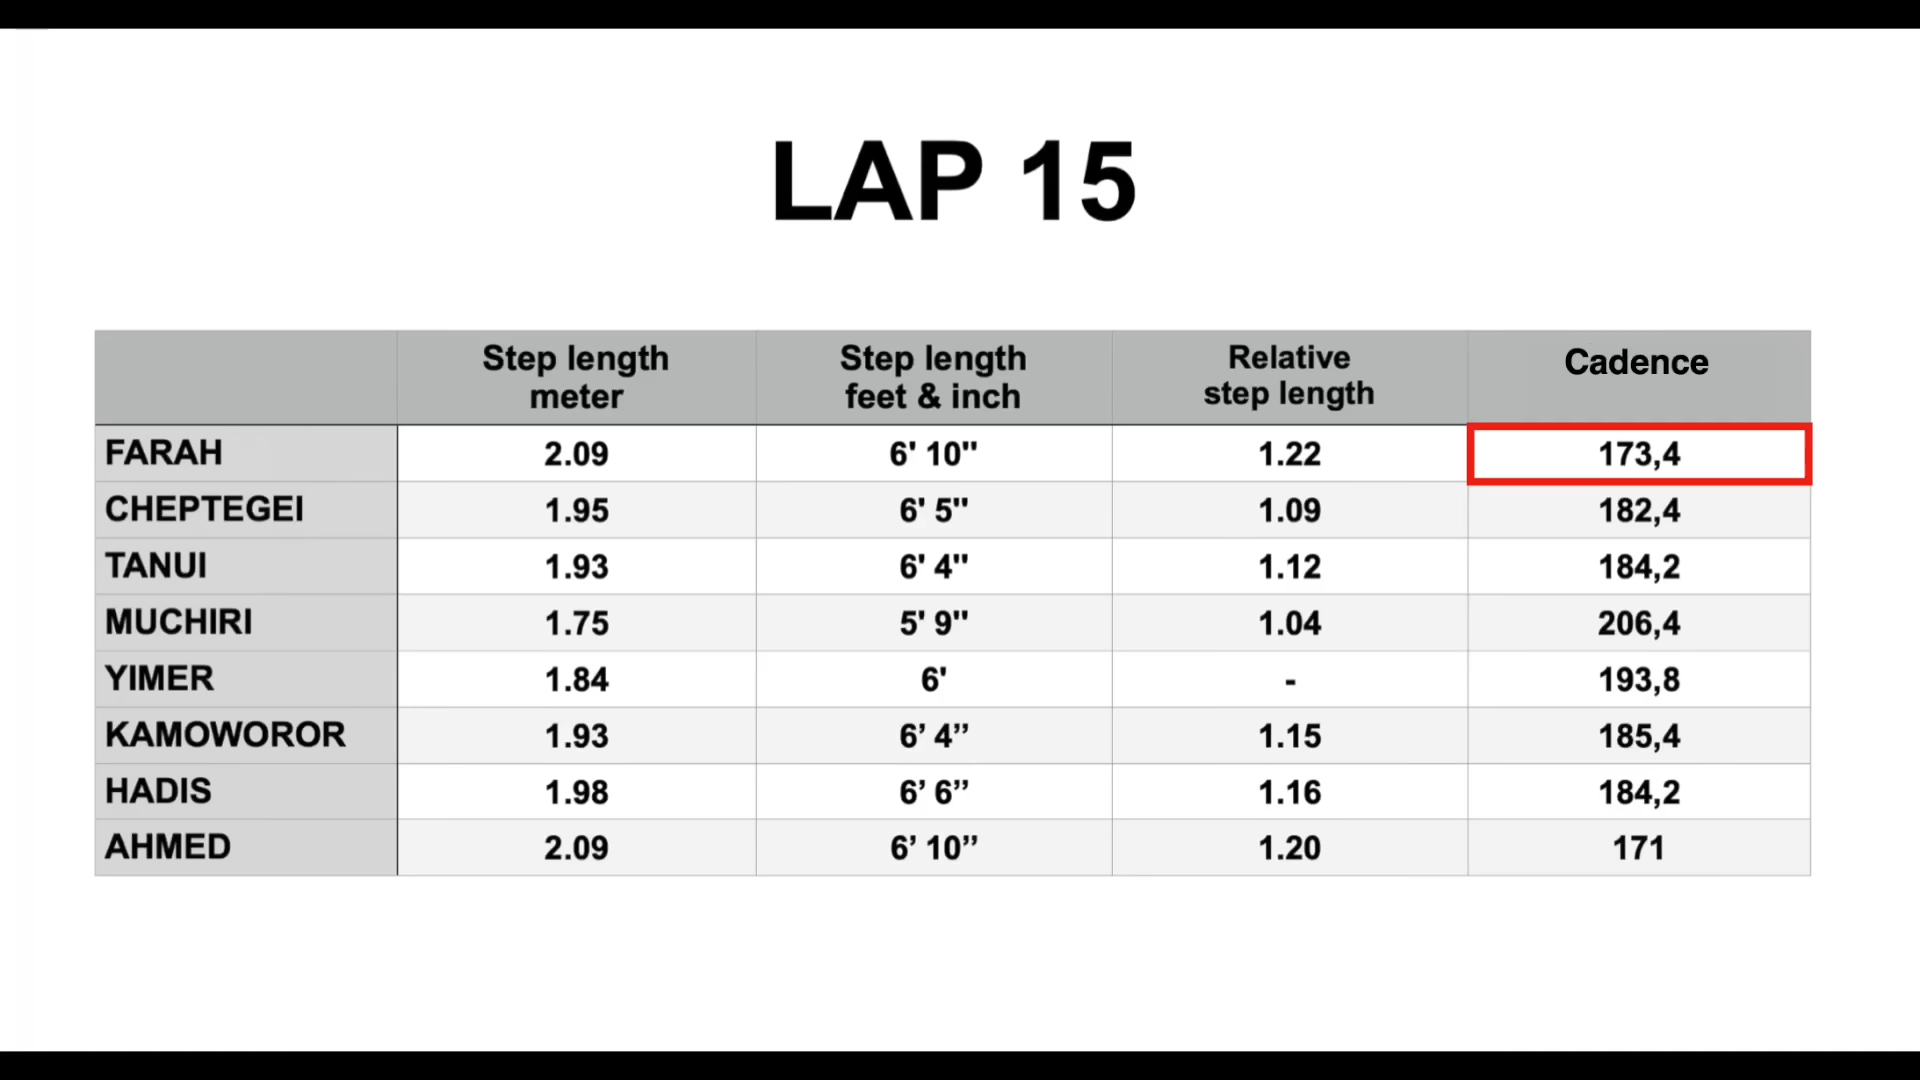 LAP 15
Step length meter
Step length feet & inch
Relative step length
Cadence
FARAH 2.09 6' 10" 1.22 173,4
CHEPTEGEI 1.95 6' 5" 1.09 182,4
TANUI 1.93 6' 4" 1.12 184,2
MUCHIRI 1.75 5' 9" 1.04 206,4
YIMER 1.84 6' - 193,8
KAMOWOROR 1.93 6’ 4” 1.15 185,4
HADIS 1.98 6’ 6” 1.16 184,2
AHMED 2.09 6’ 10” 1.20 171